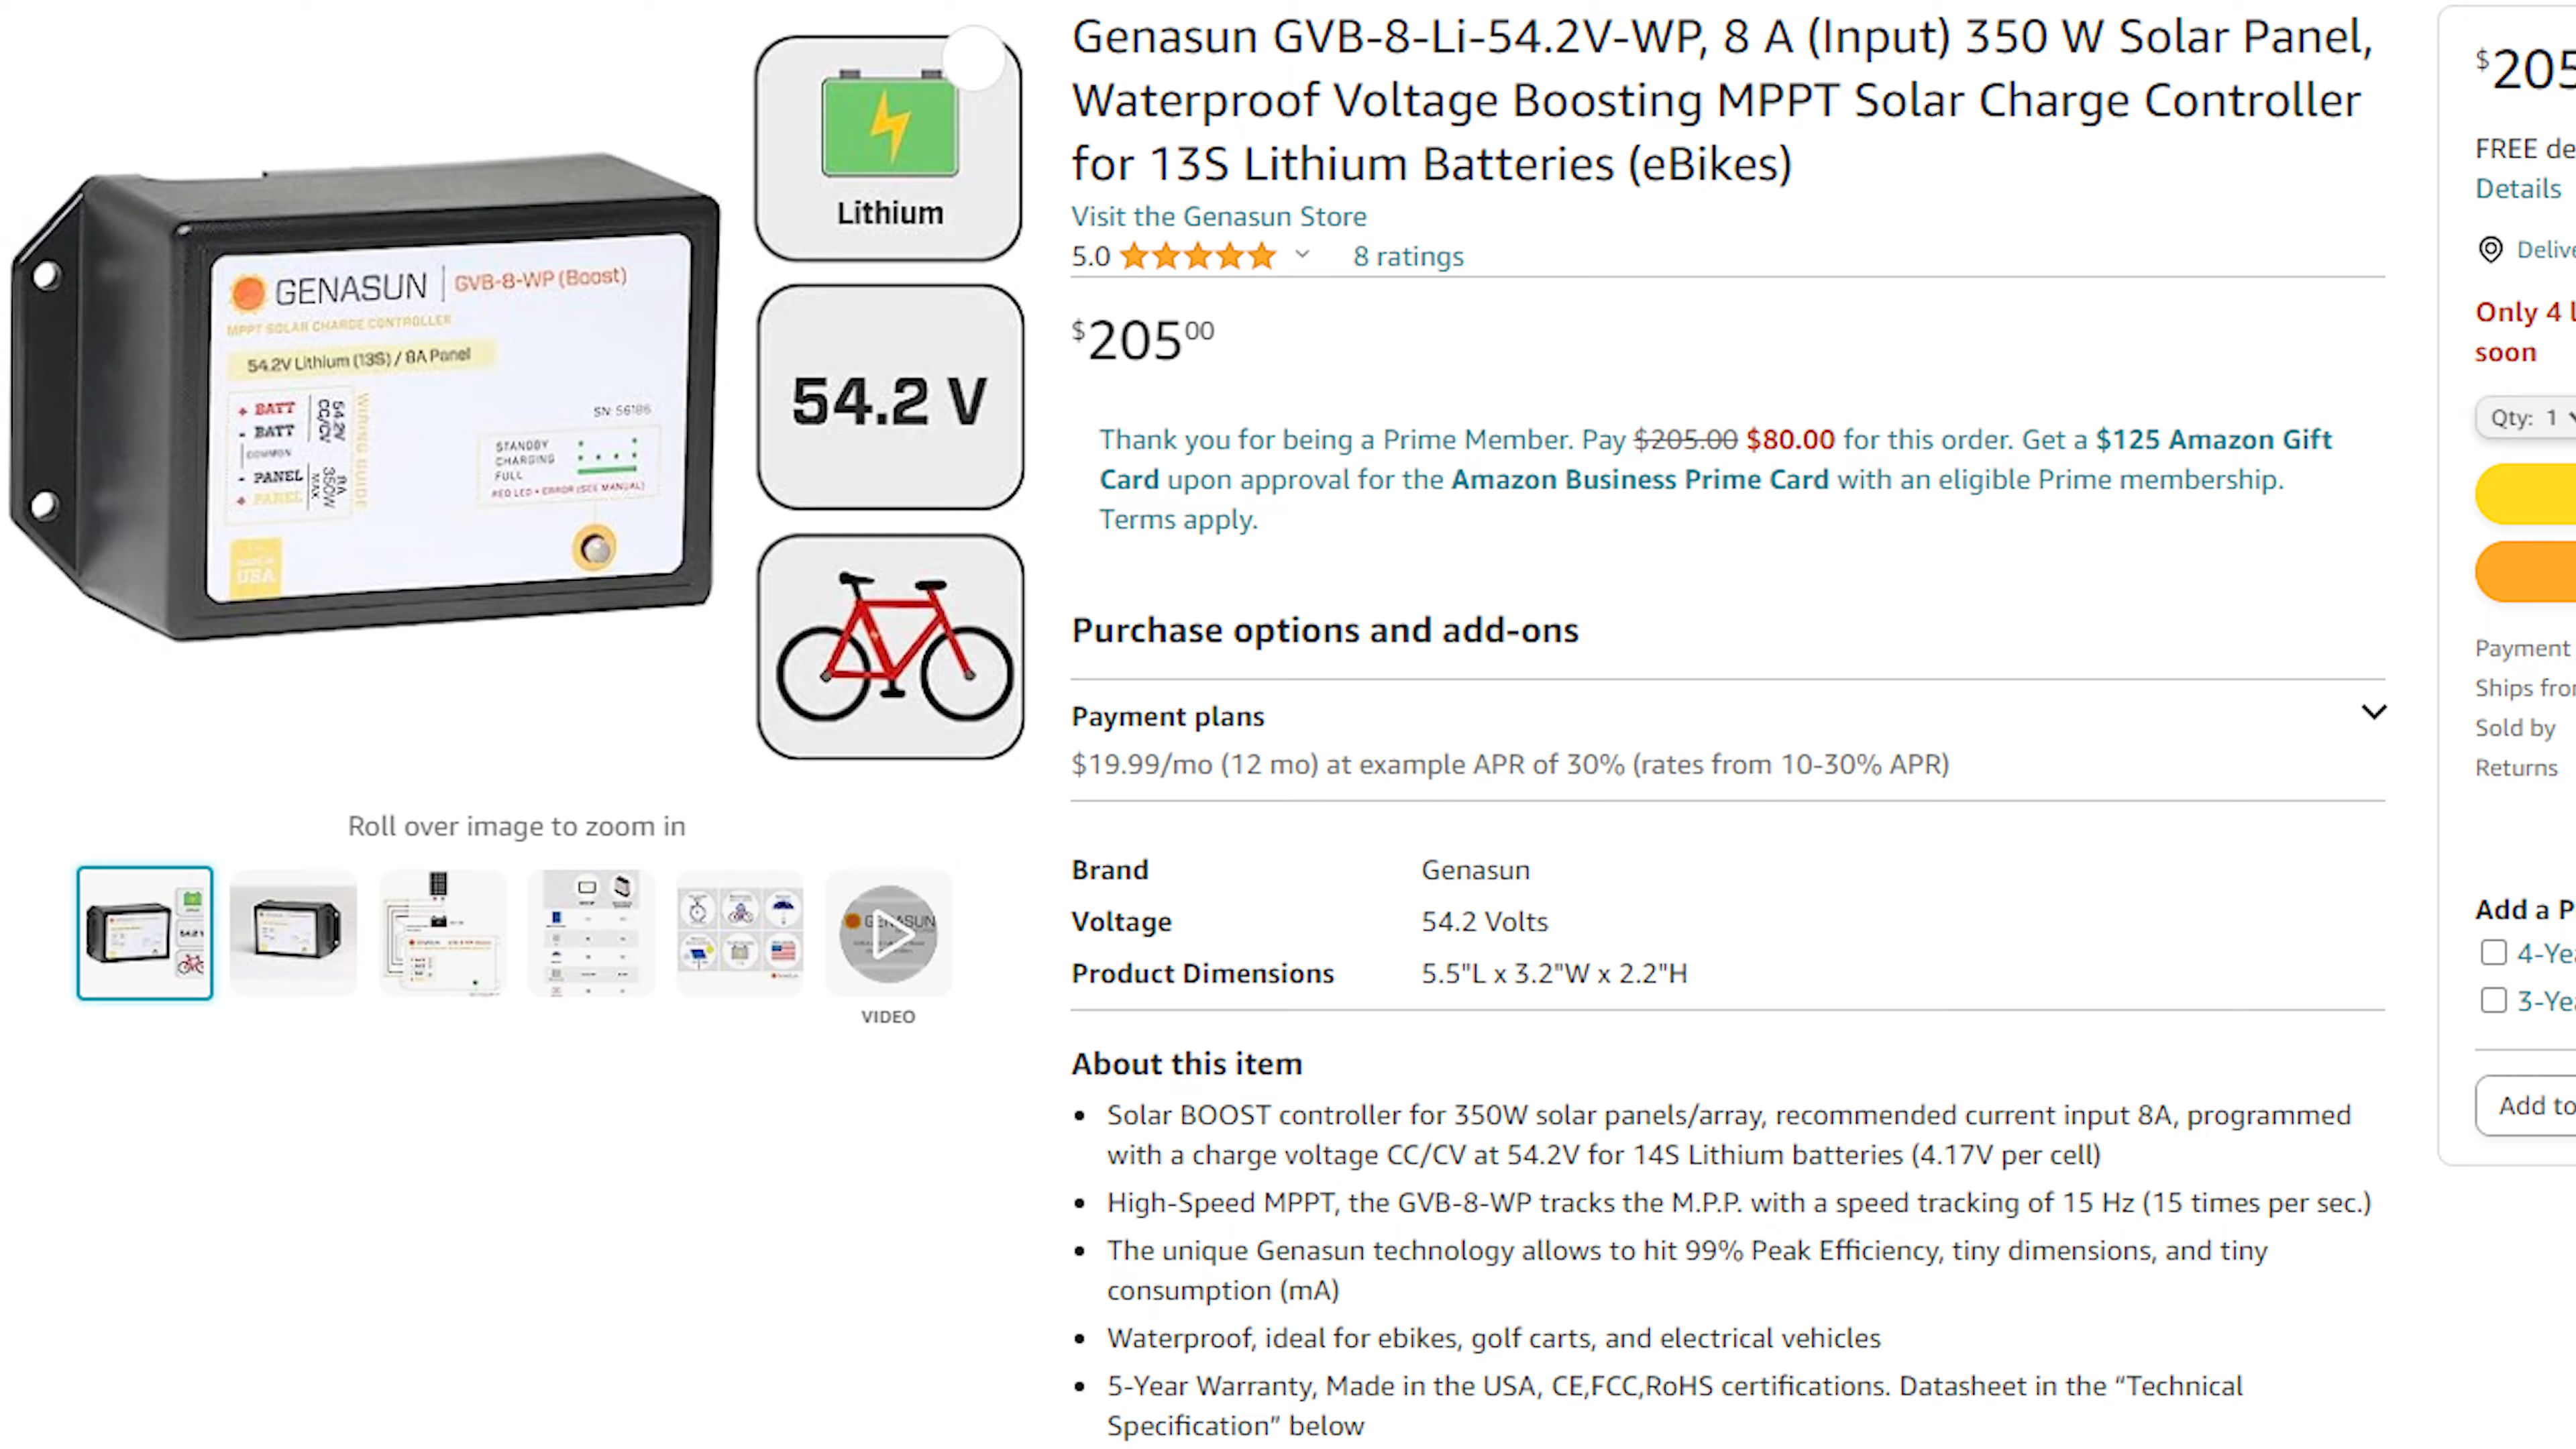 Genasun GVB-8-Li-54.2V-WP, 8 A (Input) 350 W Solar Panel,
Waterproof Voltage Boosting MPPT Solar Charge Controller
for 13S Lithium Batteries (eBikes)
Visit the Genasun Store
5.0
8 ratings
$205 00
Thank you for being a Prime Member. Pay $205.00 $80.00 for this order. Get a $125 Amazon Gift
Card upon approval for the Amazon Business Prime Card with an eligible Prime membership.
Terms apply.
Purchase options and add-ons
Payment plans
$19.99/mo (12 mo) at example APR of 30% (rates from 10-30% APR)
Brand Genasun
Voltage 54.2 Volts
Product Dimensions 5.5"L x 3.2"W x 2.2"H
About this item
• Solar BOOST controller for 350W solar panels/array, recommended current input 8A, programmed
with a charge voltage CC/CV at 54.2V for 14S Lithium batteries (4.17V per cell)
• High-Speed MPPT, the GVB-8-WP tracks the M.P.P. with a speed tracking of 15 Hz (15 times per sec.)
• The unique Genasun technology allows to hit 99% Peak Efficiency, tiny dimensions, and tiny
consumption (mA)
• Waterproof, ideal for ebikes, golf carts, and electrical vehicles
• 5-Year Warranty, Made in the USA, CE,FCC,RoHS certifications. Datasheet in the “Technical
Specification” below
Lithium
54.2 V
GENASUN GVB-8-WP (Boost)
MPPT SOLAR CHARGE CONTROLLER
54.2V Lithium (13S) / 8A Panel
+ BATT
- BATT
COMMON
- PANEL
+ PANEL
54.2V
CC/CV
8A
350W
MAX
WIRING GUIDE
SN: 56186
STANDBY
CHARGING
FULL
RED LED = ERROR (SEE MANUAL)
USA
Roll over image to zoom in
GENASUN
VIDEO
$205
FREE
Details
Only 4
soon
Qty: 1
Payment
Ships
Sold by
Returns
Add a
Add to